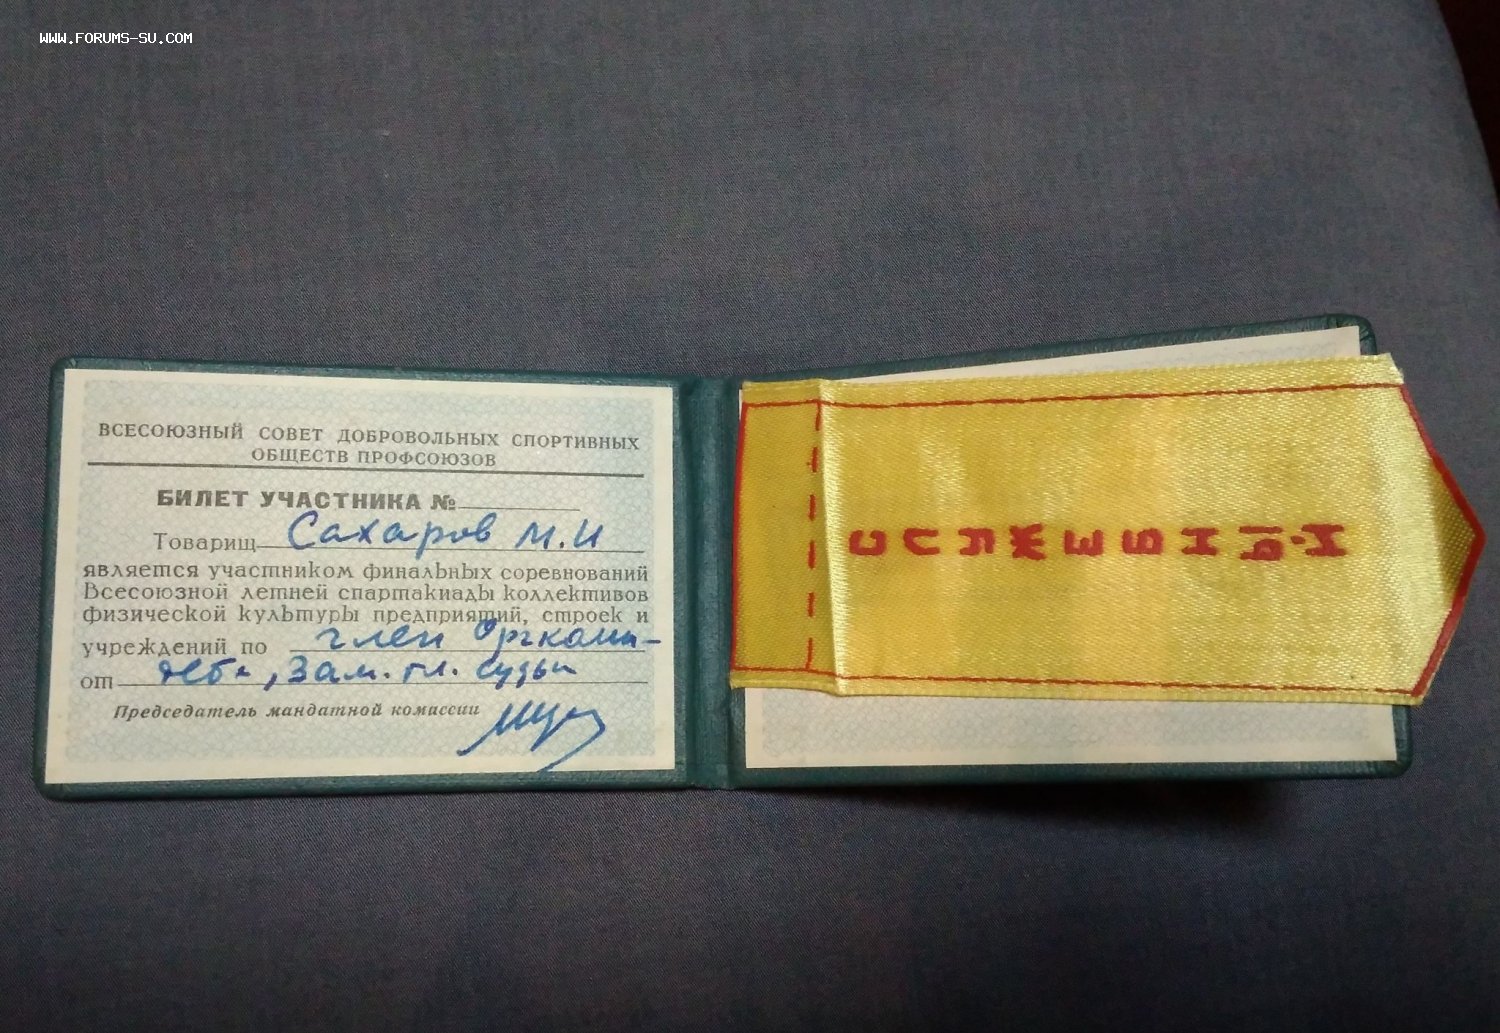 WWW.FORUMS-SU.COM
ВСЕСОЮЗНЫЙ СОВЕТ ДОБРОВОЛЬНЫХ СПОРТИВНЫХ
ОБЩЕСТВ ПРОФСОЮЗОВ
БИЛЕТ УЧАСТНИКА №
Товарищ Сахаров М.И
является участником финальных соревнований
Всесоюзной летней спартакиады коллективов
физической культуры предприятий, строек и
учреждений по член Оргкоми-
от тета, Зам. гл. судьи
Председатель мандатной комиссии
СЛУЖЕБНЫЙ